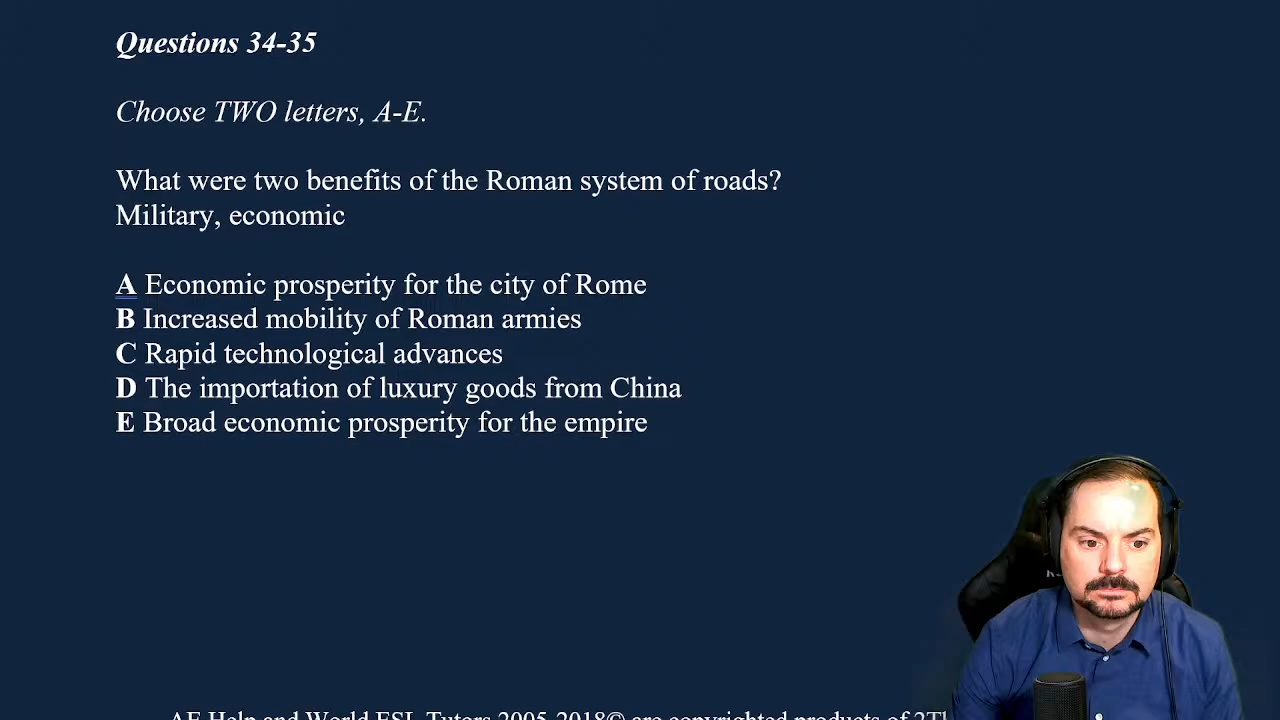 Questions 34-35
Choose TWO letters, A-E.
What were two benefits of the Roman system of roads?
Military, economic
A Economic prosperity for the city of Rome
B Increased mobility of Roman armies
C Rapid technological advances
D The importation of luxury goods from China
E Broad economic prosperity for the empire
AE Help and World ESL Tutors 2005-2018© are copyrighted products of